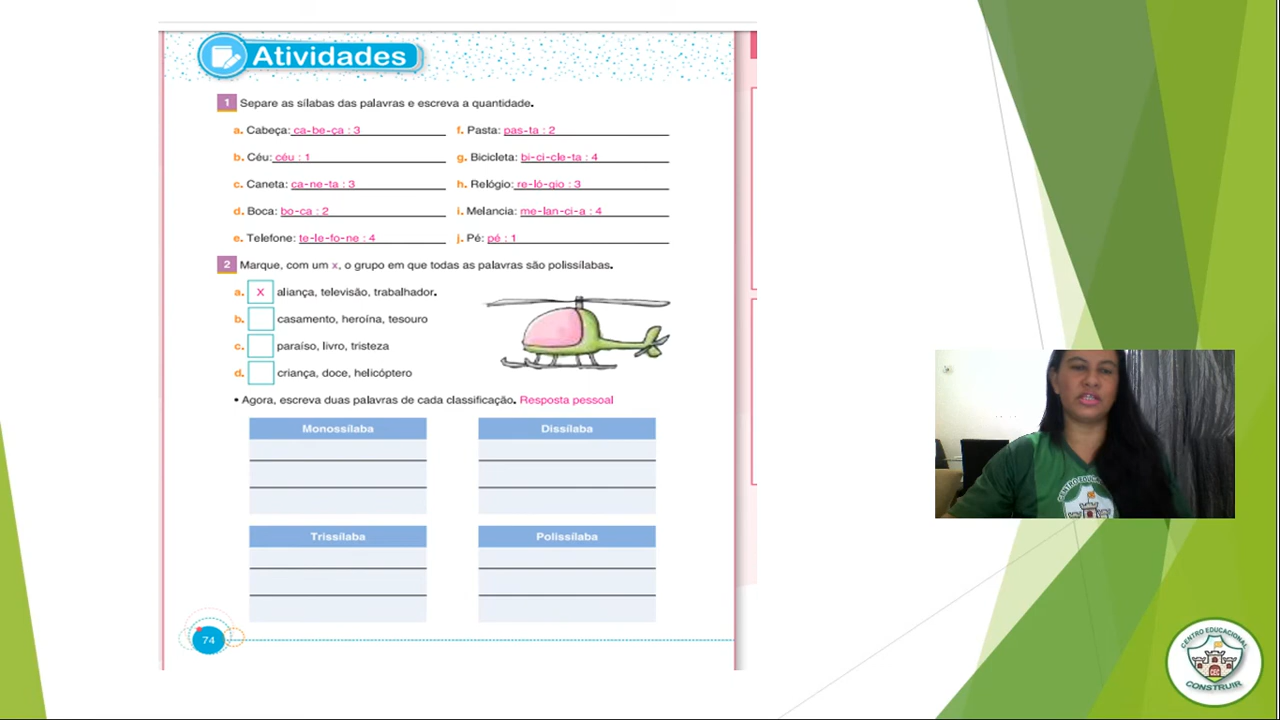 Atividades
1 Separe as sílabas das palavras e escreva a quantidade.
a. Cabeça: ca-be-ça : 3
b. Céu: céu : 1
c. Caneta: ca-ne-ta : 3
d. Boca: bo-ca : 2
e. Telefone: te-le-fo-ne : 4
f. Pasta: pas-ta : 2
g. Bicicleta: bi-ci-cle-ta : 4
h. Relógio: re-ló-gio : 3
i. Melancia: me-lan-ci-a : 4
j. Pé: pé : 1
2 Marque, com um x, o grupo em que todas as palavras são polissílabas.
a. x aliança, televisão, trabalhador.
b. casamento, heroína, tesouro
c. paraíso, livro, tristeza
d. criança, doce, helicóptero
• Agora, escreva duas palavras de cada classificação. Resposta pessoal
Monossílaba
Dissílaba
Trissílaba
Polissílaba
74
CENTRO EDUCACIONAL
CEC
CONSTRUIR